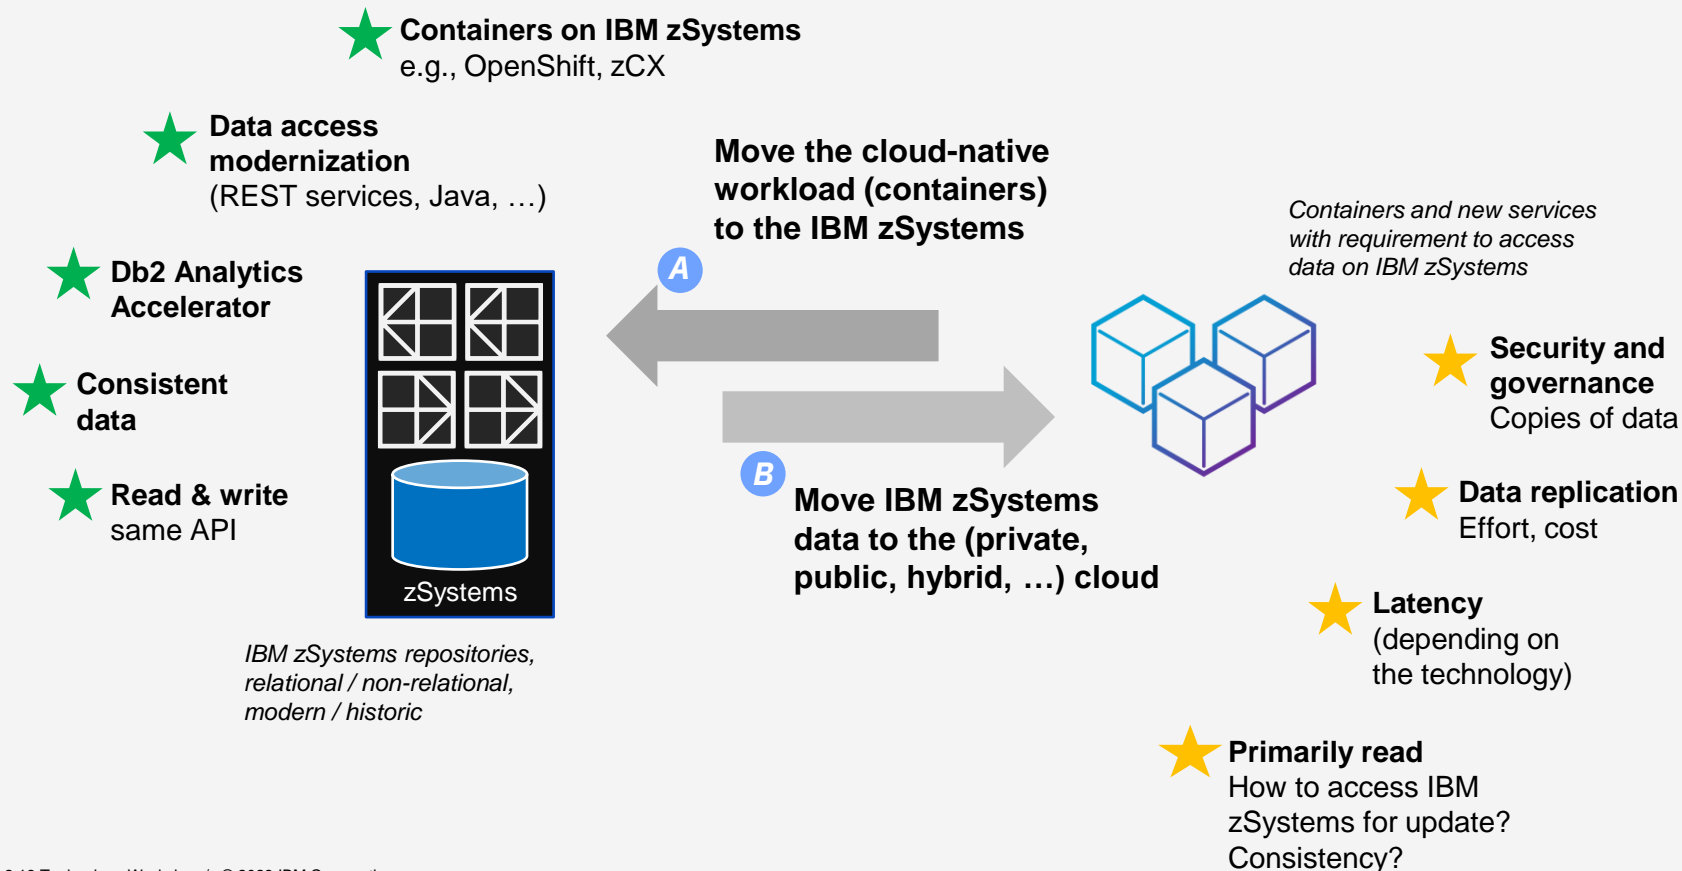 Containers on IBM zSystems
e.g., OpenShift, zCX
Data access
modernization
(REST services, Java, …)
Db2 Analytics
Accelerator
Consistent
data
Read & write
same API
zSystems
IBM zSystems repositories,
relational / non-relational,
modern / historic
Move the cloud-native
workload (containers)
to the IBM zSystems
A
B
Move IBM zSystems
data to the (private,
public, hybrid, …) cloud
Containers and new services
with requirement to access
data on IBM zSystems
Security and
governance
Copies of data
Data replication
Effort, cost
Latency
(depending on
the technology)
Primarily read
How to access IBM
zSystems for update?
Consistency?